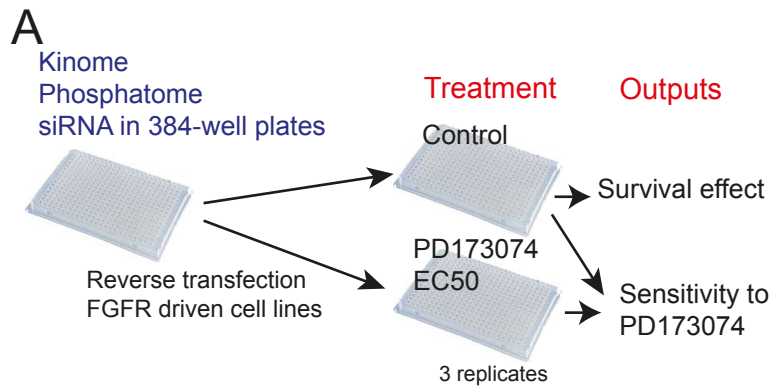 A
Kinome
Phosphatome
siRNA in 384-well plates
Treatment
Outputs
Control
Survival effect
PD173074
EC50
Reverse transfection
FGFR driven cell lines
Sensitivity to
PD173074
3 replicates